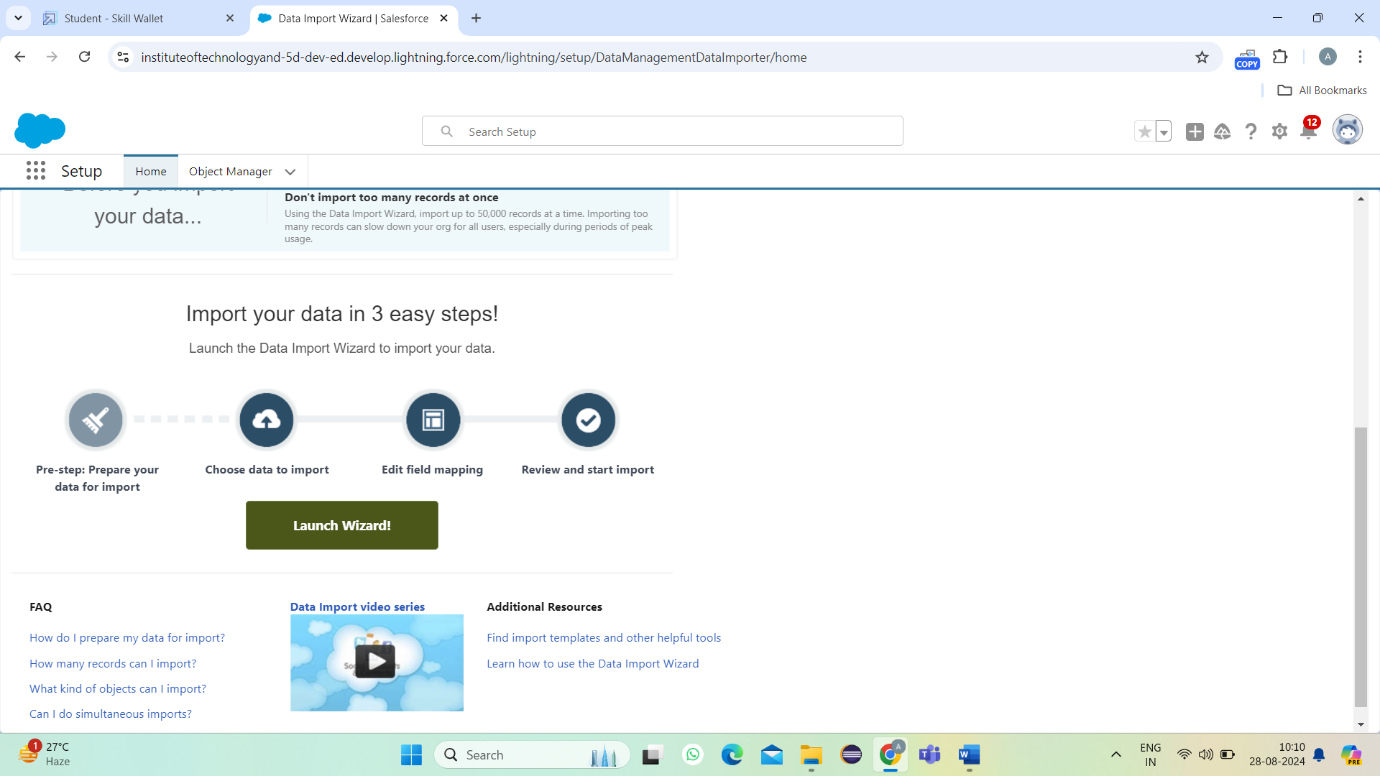 Student - Skill Wallet
Data Import Wizard | Salesforce
instituteoftechnologyand-5d-dev-ed.develop.lightning.force.com/lightning/setup/DataManagementDataImporter/home
COPY
A
All Bookmarks
Search Setup
12
Setup
Home
Object Manager
Before you import
your data...
Don't import too many records at once
Using the Data Import Wizard, import up to 50,000 records at a time. Importing too
many records can slow down your org for all users, especially during periods of peak
usage.
Import your data in 3 easy steps!
Launch the Data Import Wizard to import your data.
Pre-step: Prepare your
data for import
Choose data to import
Edit field mapping
Review and start import
Launch Wizard!
FAQ
How do I prepare my data for import?
How many records can I import?
What kind of objects can I import?
Can I do simultaneous imports?
Data Import video series
Additional Resources
Find import templates and other helpful tools
Learn how to use the Data Import Wizard
1
27°C
Haze
Search
A
ENG
IN
10:10
28-08-2024
PRE